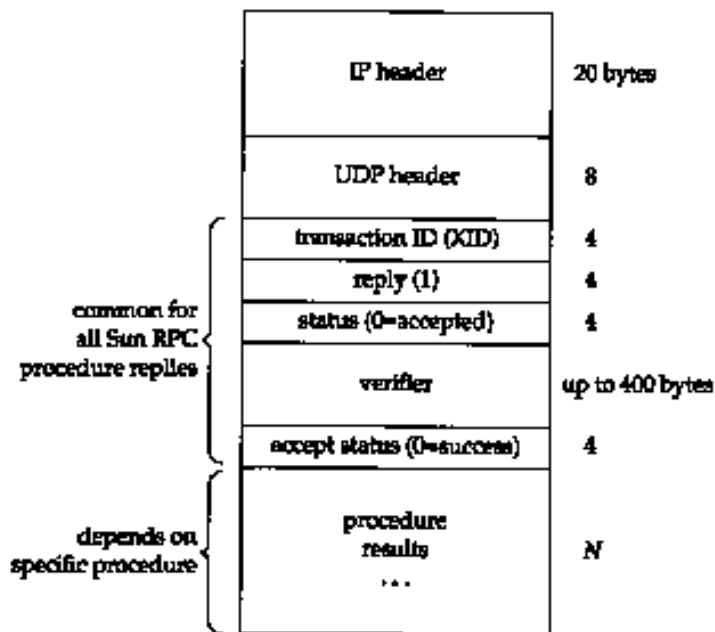 IP header 20 bytes
UDP header 8
transaction ID (XID) 4
reply (1) 4
status (0=accepted) 4
common for
all Sun RPC
procedure replies
verifier up to 400 bytes
accept status (0=success) 4
depends on
specific procedure
procedure
results
...
N